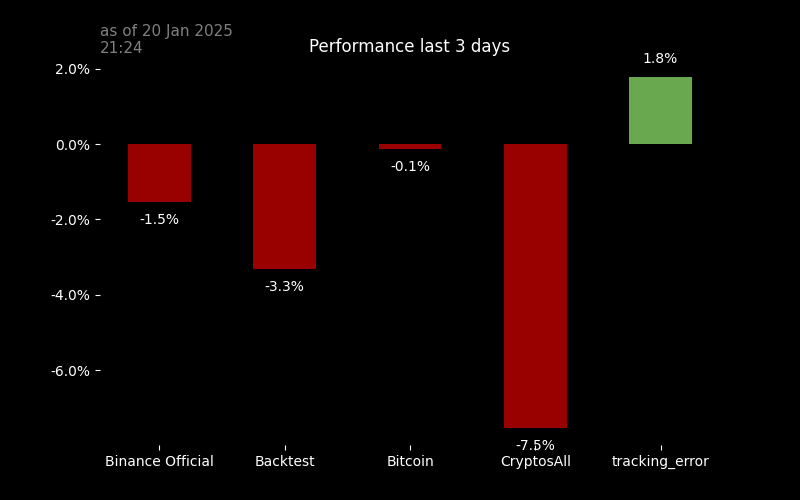 as of 20 Jan 2025
21:24
Performance last 3 days
2.0%
0.0%
-2.0%
-4.0%
-6.0%
-1.5%
-3.3%
-0.1%
-7.5%
1.8%
Binance Official
Backtest
Bitcoin
CryptosAll
tracking_error